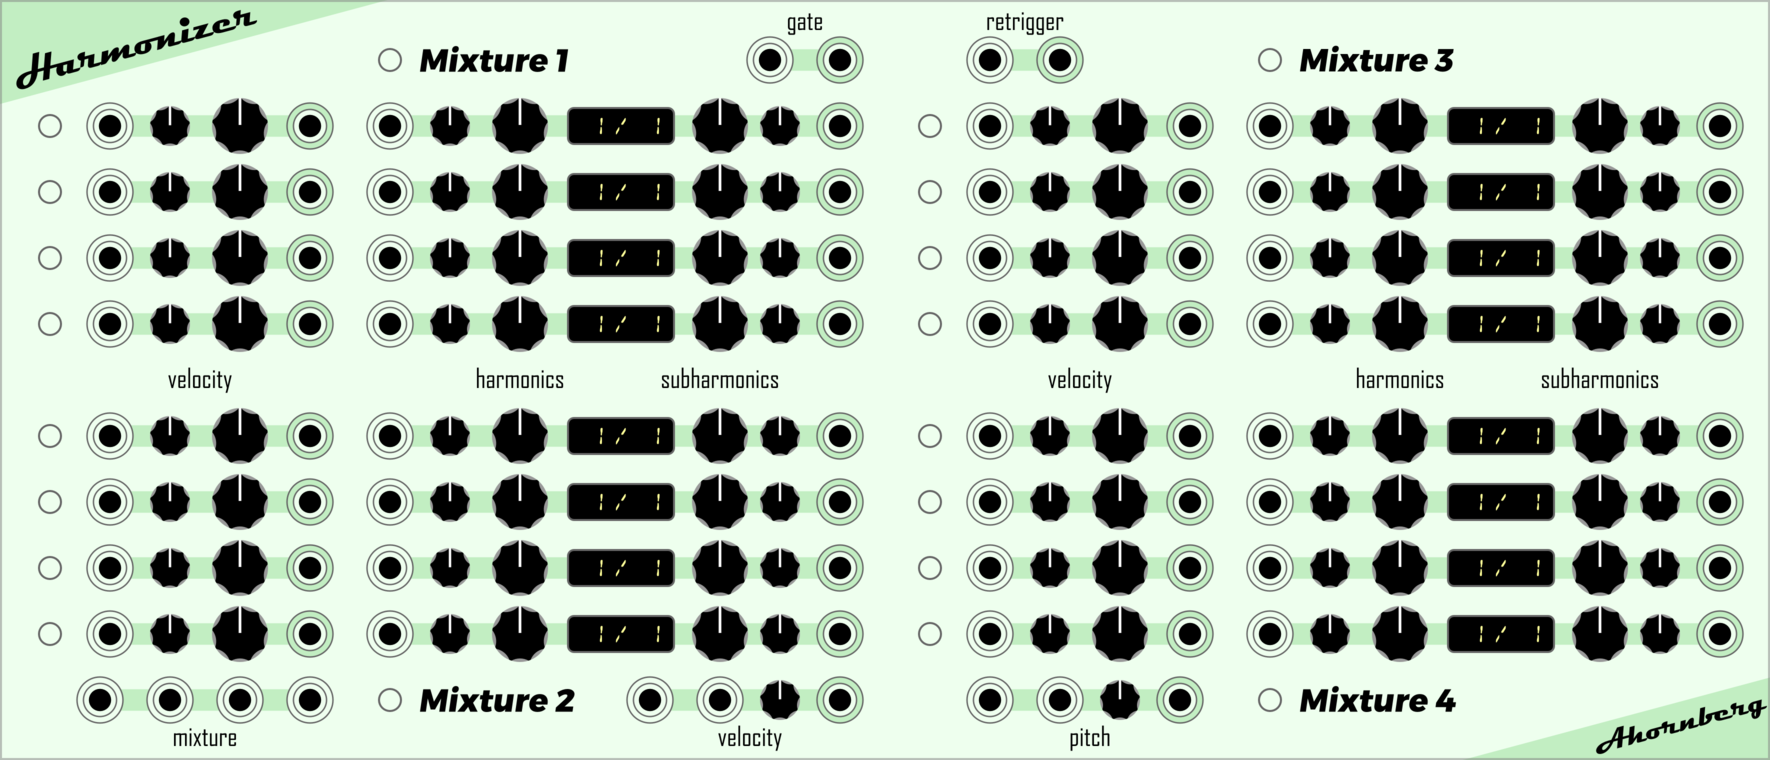 Harmonizer
gate
retrigger
Mixture 1
Mixture 3
1/ 1
1/ 1
1/ 1
1/ 1
1/ 1
1/ 1
1/ 1
1/ 1
velocity
harmonics
subharmonics
velocity
harmonics
subharmonics
1/ 1
1/ 1
1/ 1
1/ 1
1/ 1
1/ 1
1/ 1
1/ 1
Mixture 2
Mixture 4
mixture
velocity
pitch
Ahornberg